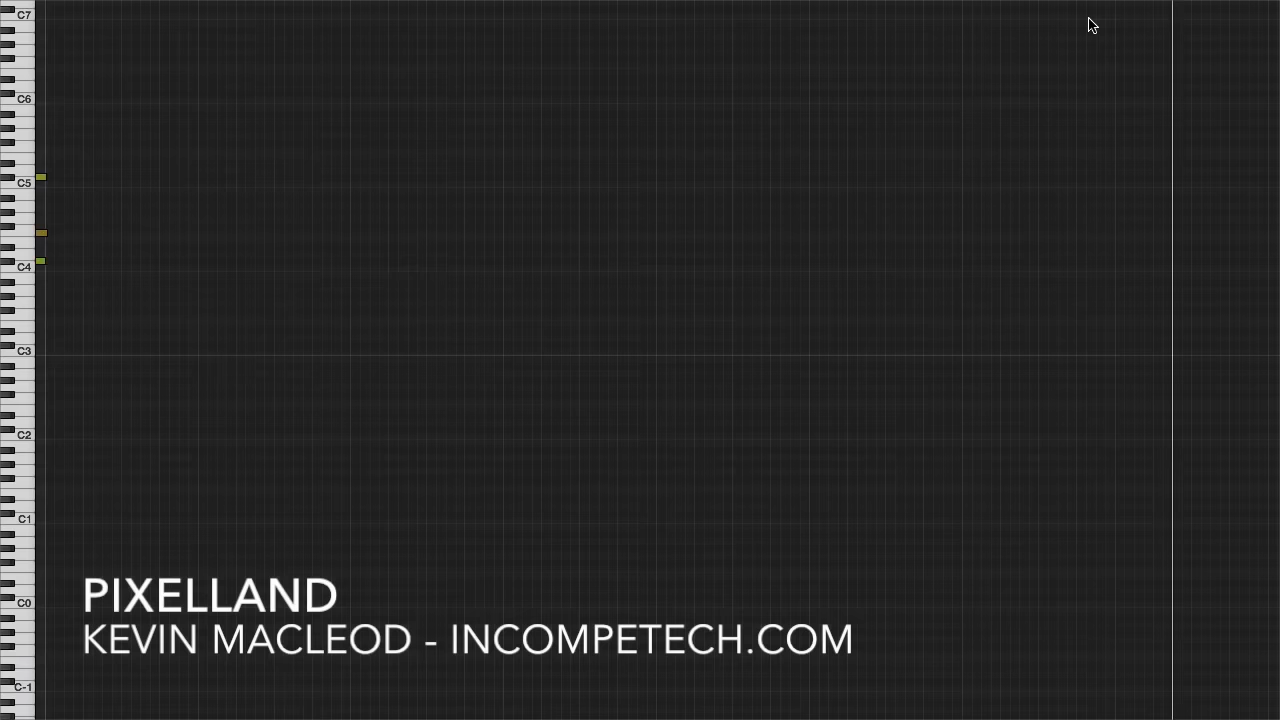 C7
C6
C5
C4
C3
C2
C1
C0
C-1
PIXELLAND
KEVIN MACLEOD - INCOMPETECH.COM